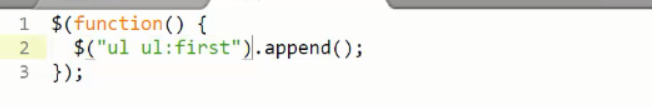 1 $(function() {
2 $("ul ul:first").append();
3 });